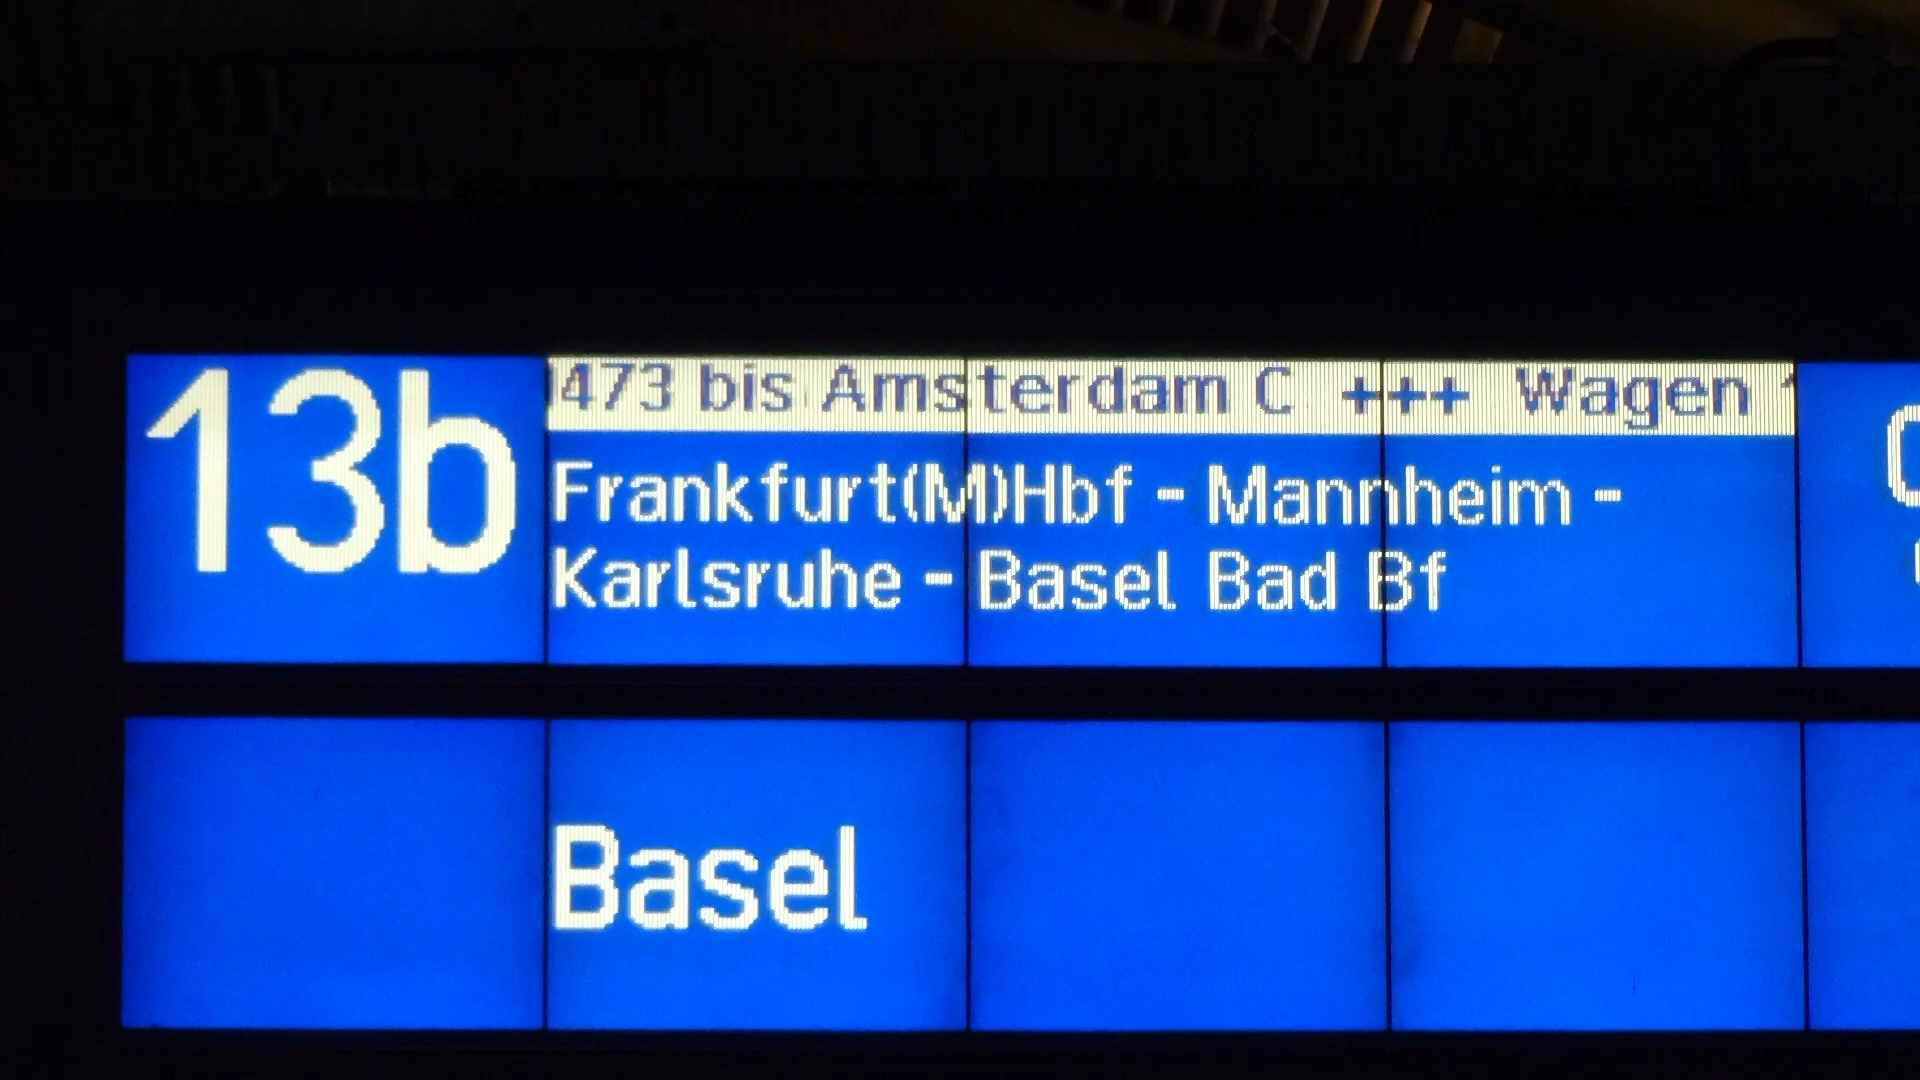 13b
473 bis Amsterdam C +++ Wagen
Frankfurt(M)Hbf - Mannheim -
Karlsruhe - Basel Bad Bf
Basel